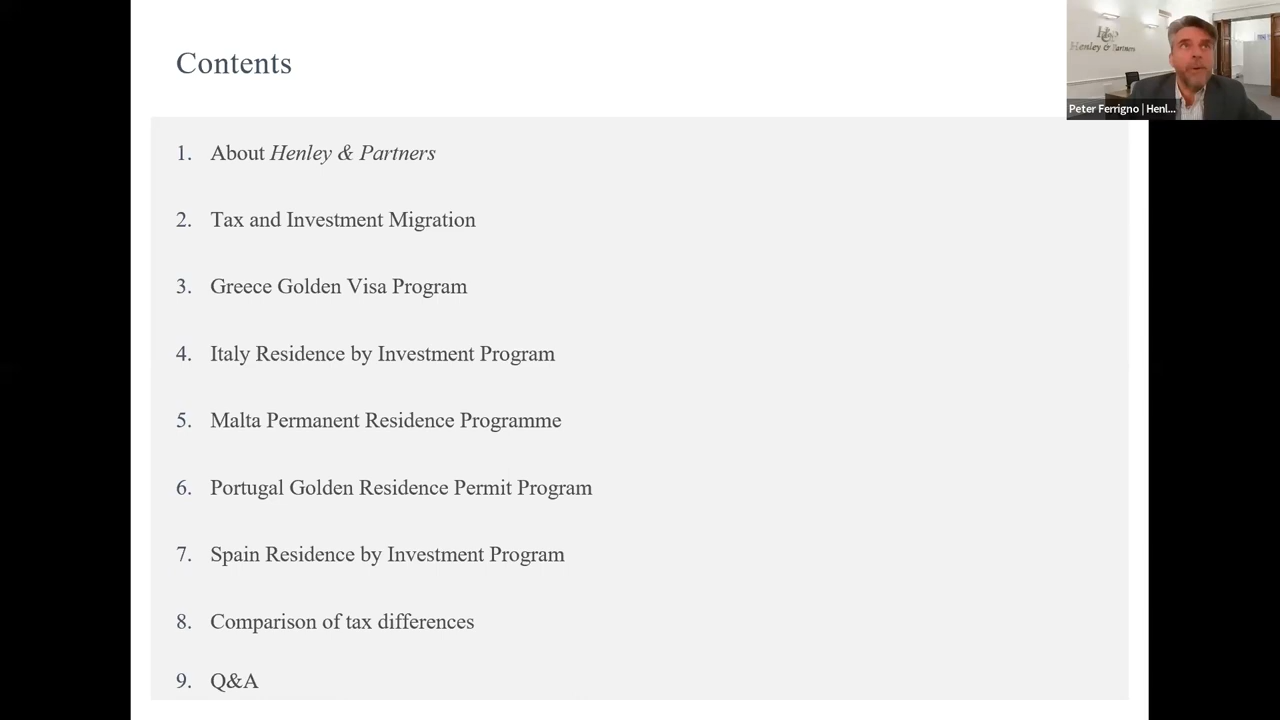 Contents
Henley & Partners
Peter Ferrigno | Henl...
1. About Henley & Partners
2. Tax and Investment Migration
3. Greece Golden Visa Program
4. Italy Residence by Investment Program
5. Malta Permanent Residence Programme
6. Portugal Golden Residence Permit Program
7. Spain Residence by Investment Program
8. Comparison of tax differences
9. Q&A